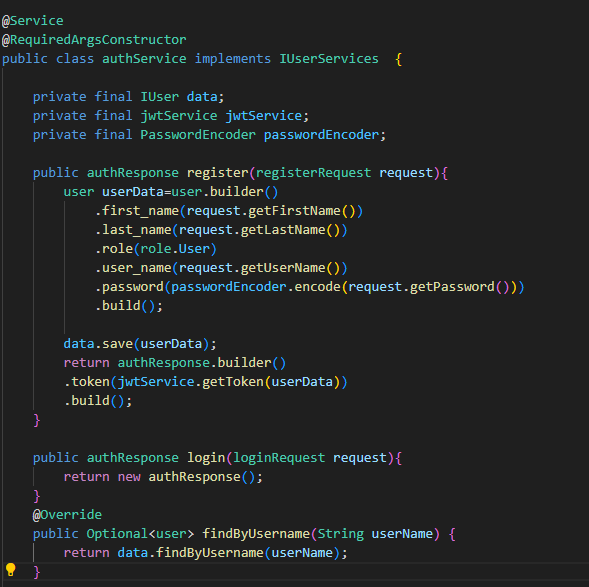 @Service
@RequiredArgsConstructor
public class authService implements IUserServices  {
private final IUser data;
private final jwtService jwtService;
private final PasswordEncoder passwordEncoder;
public authResponse register(registerRequest request){
user userData=user.builder()
.first_name(request.getFirstName())
.last_name(request.getLastName())
.role(role.User)
.user_name(request.getUserName())
.password(passwordEncoder.encode(request.getPassword()))
.build();
data.save(userData);
return authResponse.builder()
.token(jwtService.getToken(userData))
.build();
}
public authResponse login(loginRequest request){
return new authResponse();
}
@Override
public Optional<user> findByUsername(String userName) {
return data.findByUsername(userName);
}